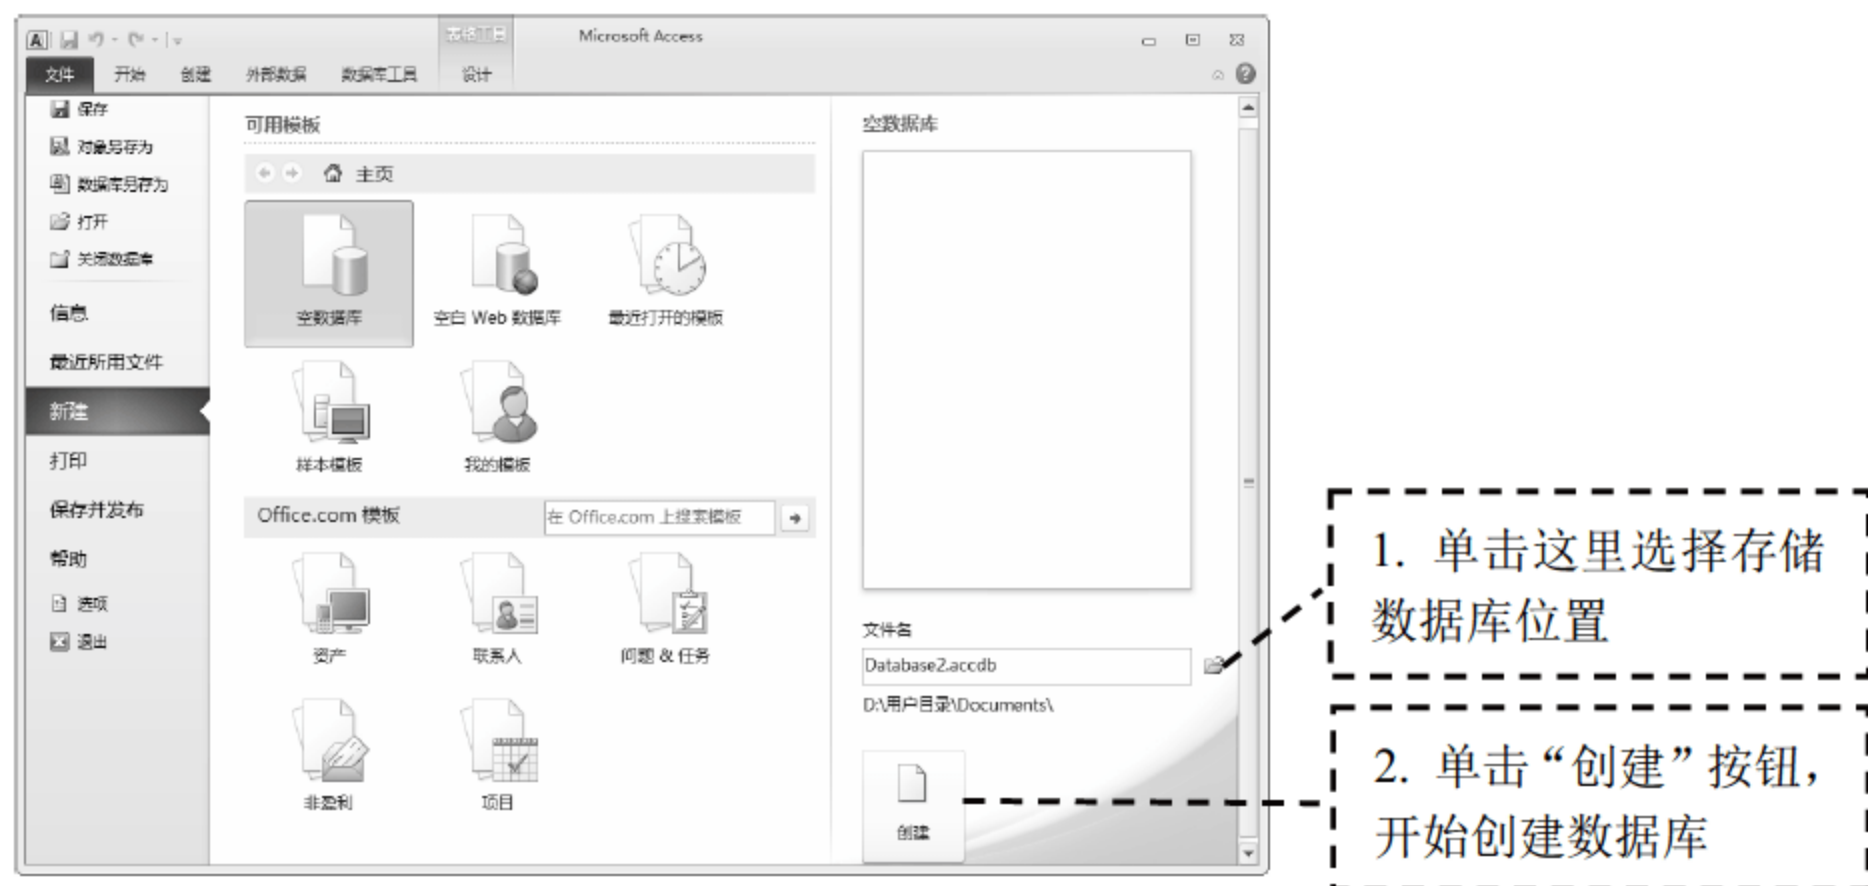 表格工具
Microsoft Access
文件 开始 创建 外部数据 数据库工具 设计
保存
对象另存为
数据库另存为
打开
关闭数据库
信息
最近所用文件
新建
打印
保存并发布
帮助
选项
退出
可用模板
主页
空数据库
空白 Web 数据库
最近打开的模板
样本模板
我的模板
Office.com 模板
在 Office.com 上搜索模板
资产
联系人
问题 & 任务
非盈利
项目
空数据库
文件名
Database2.accdb
D:\用户目录\Documents\
创建
1. 单击这里选择存储
数据库位置
2. 单击“创建”按钮,
开始创建数据库